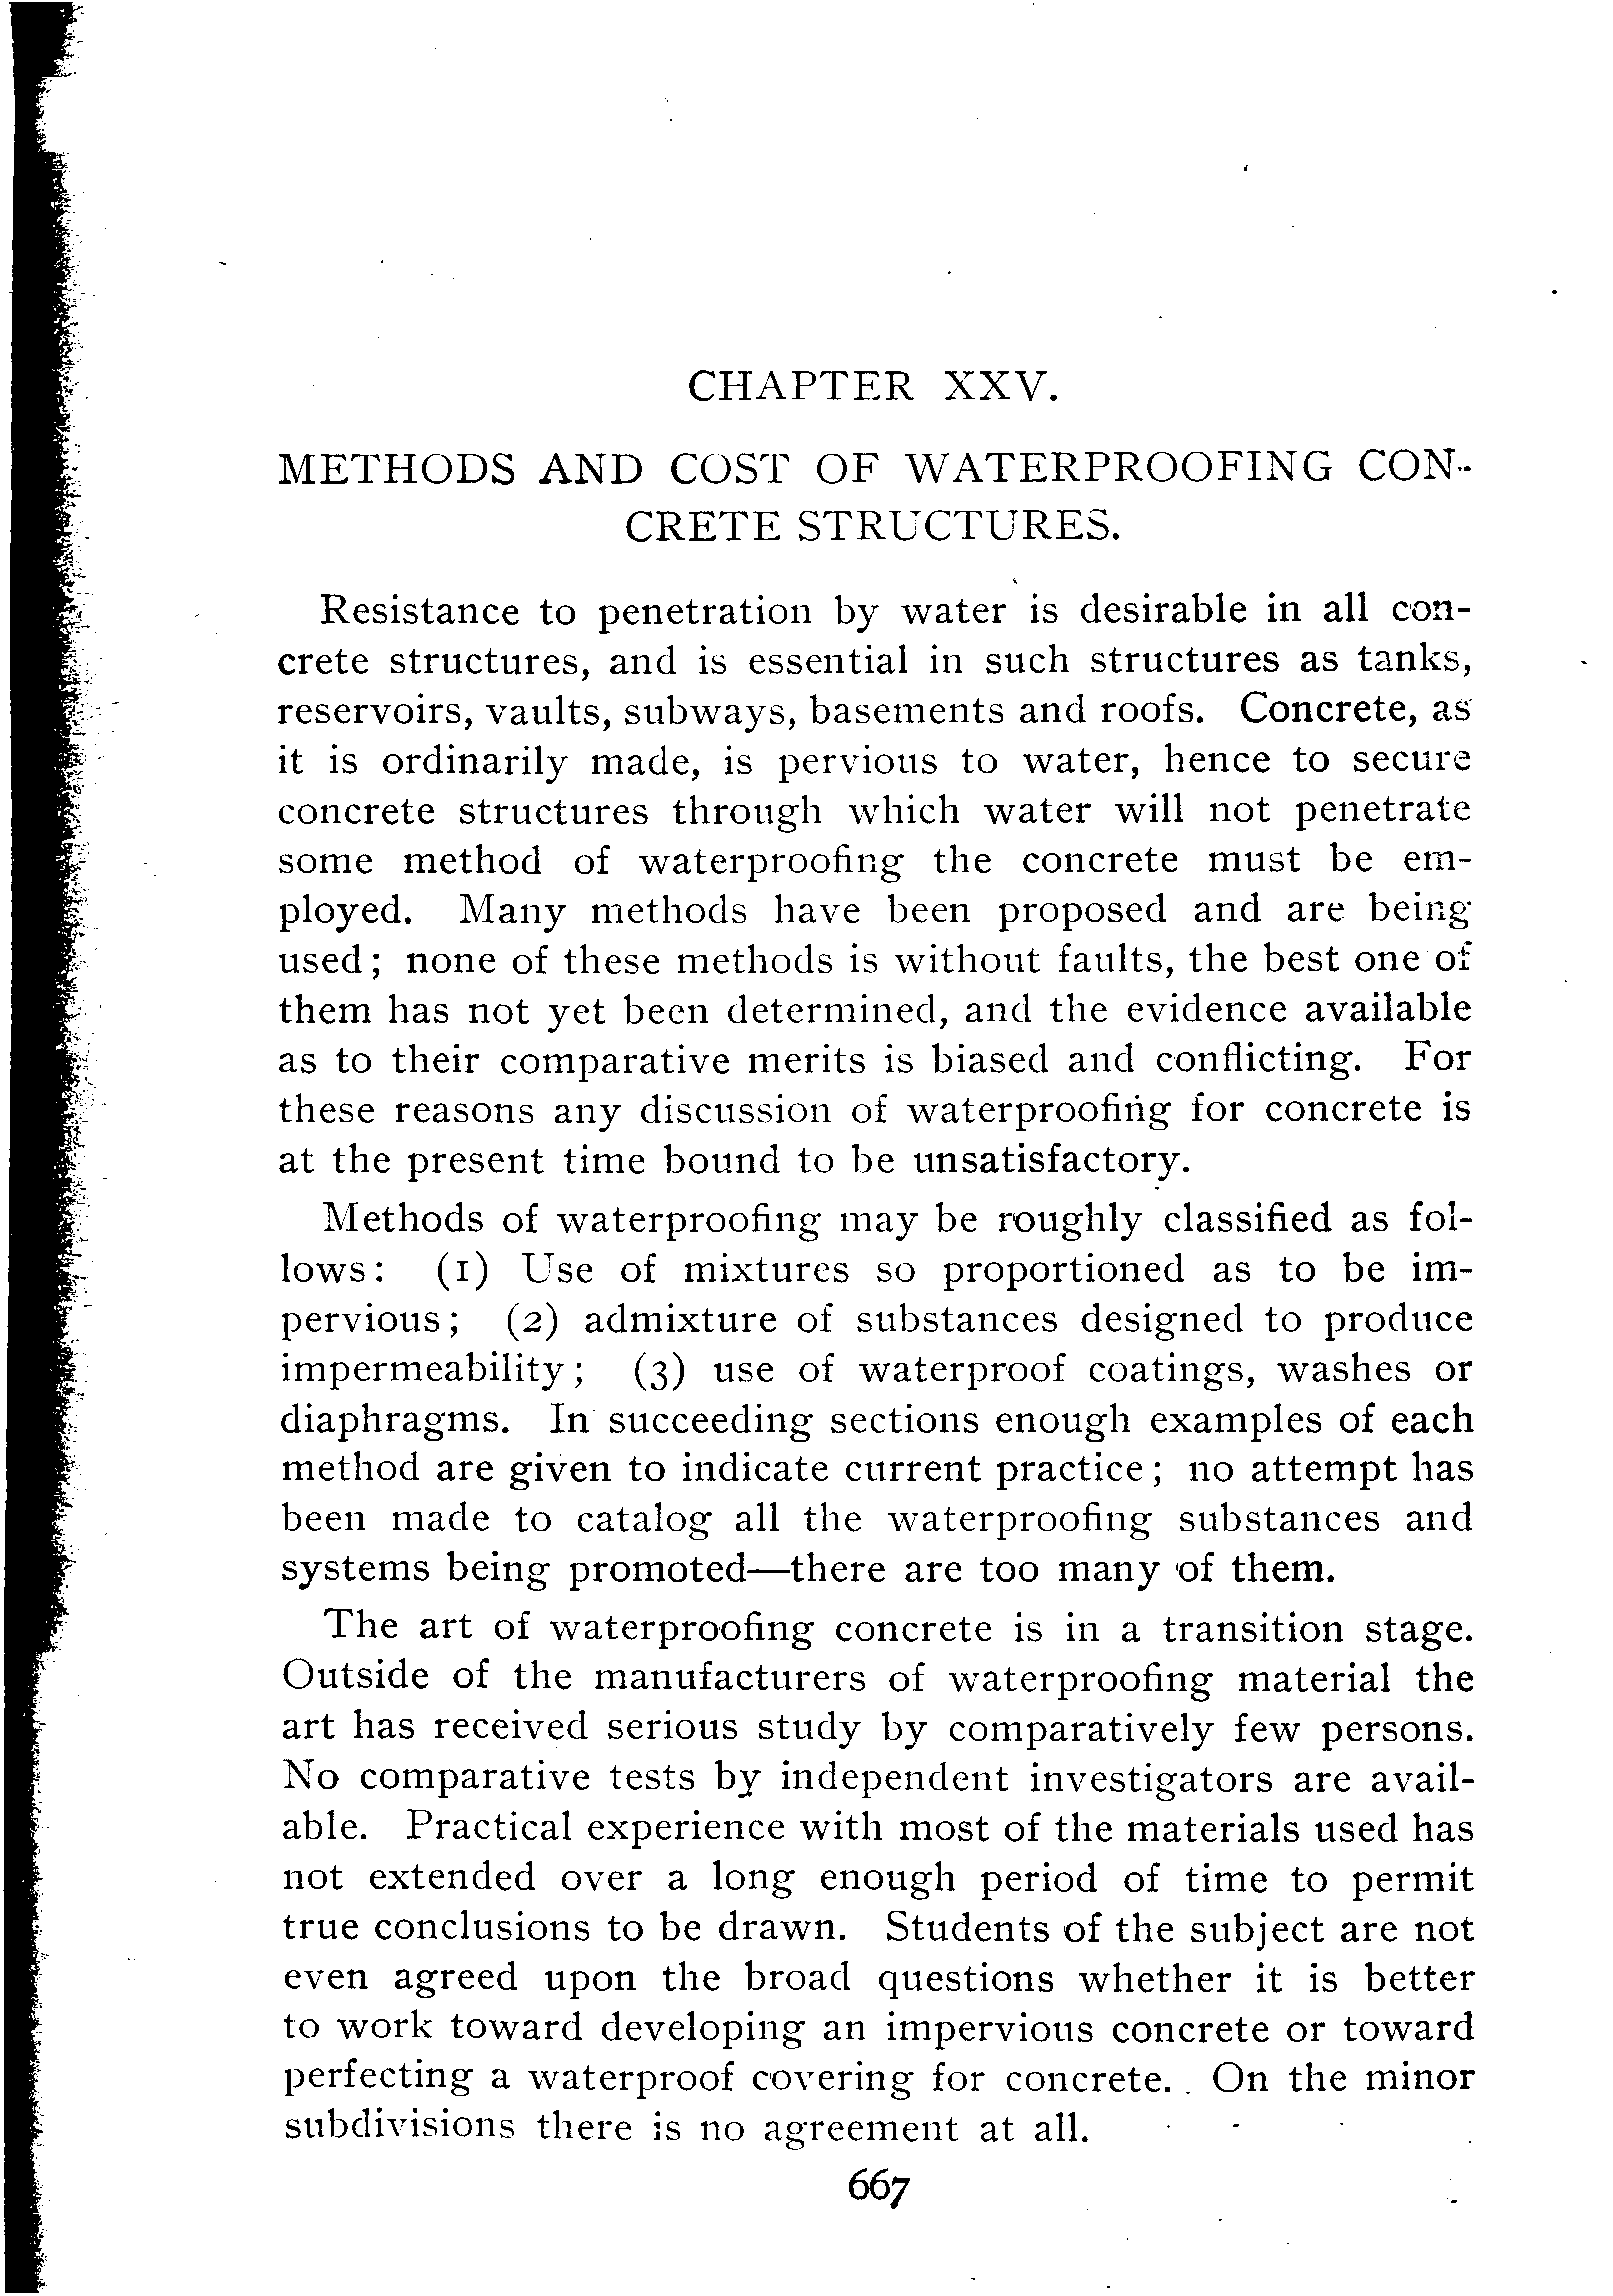 CHAPTER XXV.
METHODS AND COST OF WATERPROOFING CON-
CRETE STRUCTURES.
Resistance to penetration by water is desirable in all con-
crete structures, and is essential in such structures as tanks,
reservoirs, vaults, subways, basements and roofs. Concrete, as
it is ordinarily made, is pervious to water, hence to secure
concrete structures through which water will not penetrate
some method of waterproofing the concrete must be em-
ployed. Many methods have been proposed and are being
used; none of these methods is without faults, the best one of
them has not yet been determined, and the evidence available
as to their comparative merits is biased and conflicting. For
these reasons any discussion of waterproofing for concrete is
at the present time bound to be unsatisfactory.
Methods of waterproofing may be roughly classified as fol-
lows: (1) Use of mixtures so proportioned as to be im-
pervious; (2) admixture of substances designed to produce
impermeability; (3) use of waterproof coatings, washes or
diaphragms. In succeeding sections enough examples of each
method are given to indicate current practice; no attempt has
been made to catalog all the waterproofing substances and
systems being promoted—there are too many of them.
The art of waterproofing concrete is in a transition stage.
Outside of the manufacturers of waterproofing material the
art has received serious study by comparatively few persons.
No comparative tests by independent investigators are avail-
able. Practical experience with most of the materials used has
not extended over a long enough period of time to permit
true conclusions to be drawn. Students of the subject are not
even agreed upon the broad questions whether it is better
to work toward developing an impervious concrete or toward
perfecting a waterproof covering for concrete. On the minor
subdivisions there is no agreement at all.
667